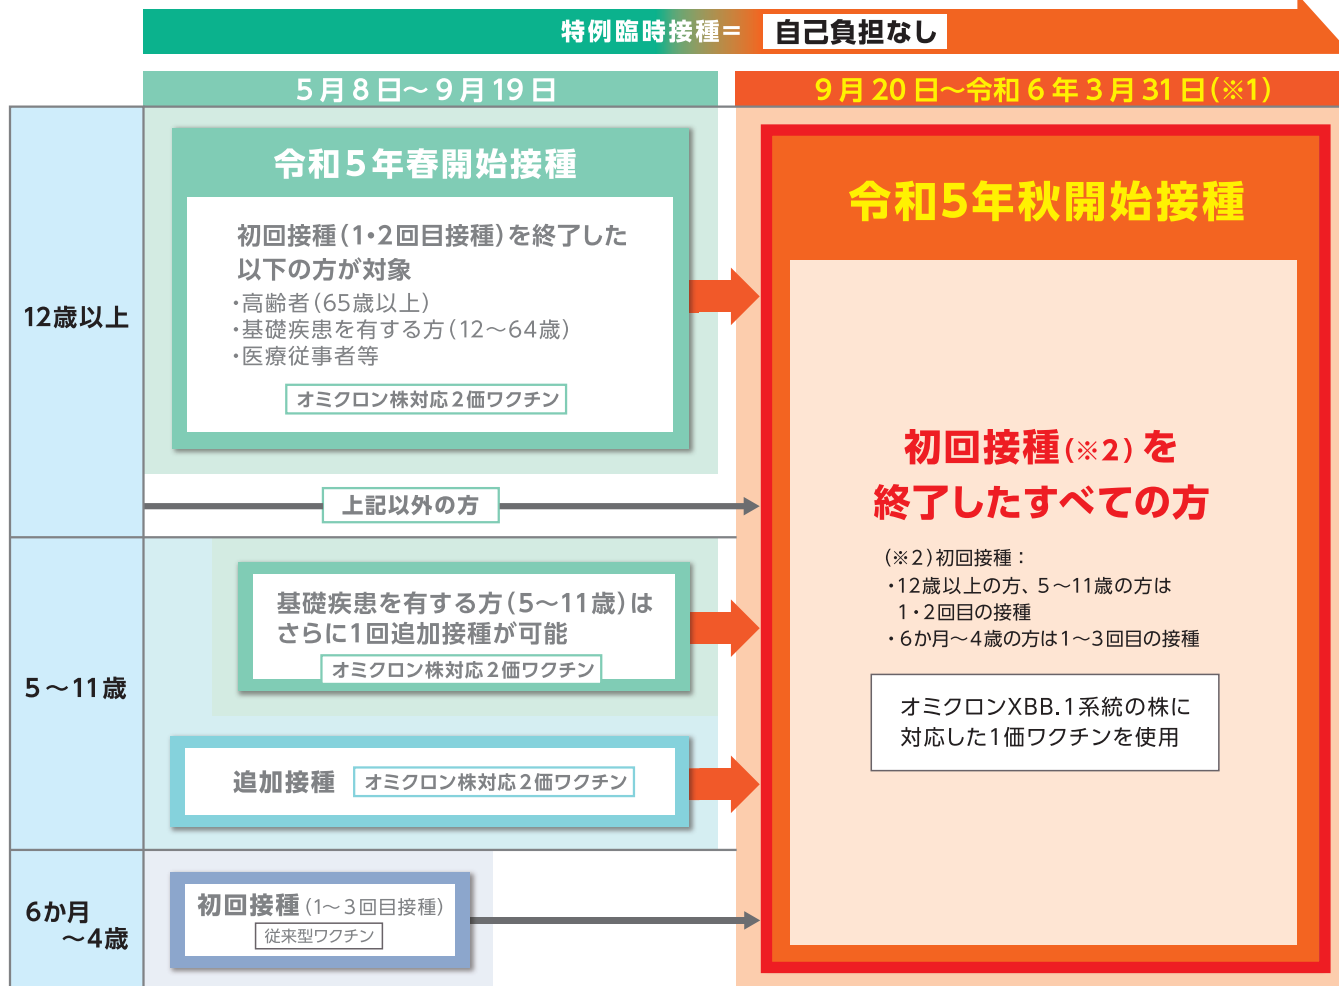 特例臨時接種= 自己負担なし
5月8日~9月19日
9月20日~令和6年3月31日(※1)
12歳以上
令和5年春開始接種
初回接種(1・2回目接種)を終了した
以下の方が対象
・高齢者(65歳以上)
・基礎疾患を有する方(12~64歳)
・医療従事者等
オミクロン株対応2価ワクチン
上記以外の方
5~11歳
基礎疾患を有する方(5~11歳)は
さらに1回追加接種が可能
オミクロン株対応2価ワクチン
追加接種 オミクロン株対応2価ワクチン
6か月
~4歳
初回接種(1~3回目接種)
従来型ワクチン
令和5年秋開始接種
初回接種(※2)を
終了したすべての方
(※2)初回接種:
・12歳以上の方、5~11歳の方は
1・2回目の接種
・6か月~4歳の方は1~3回目の接種
オミクロンXBB.1系統の株に
対応した1価ワクチンを使用